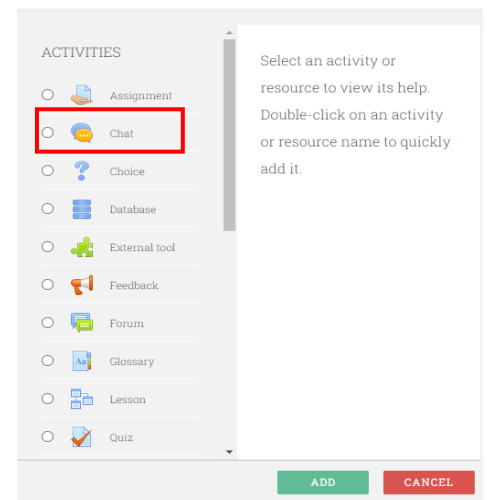 ACTIVITIES
Assignment
Chat
Choice
Database
External tool
Feedback
Forum
Glossary
Lesson
Quiz
Select an activity or
resource to view its help.
Double-click on an activity
or resource name to quickly
add it.
ADD
CANCEL